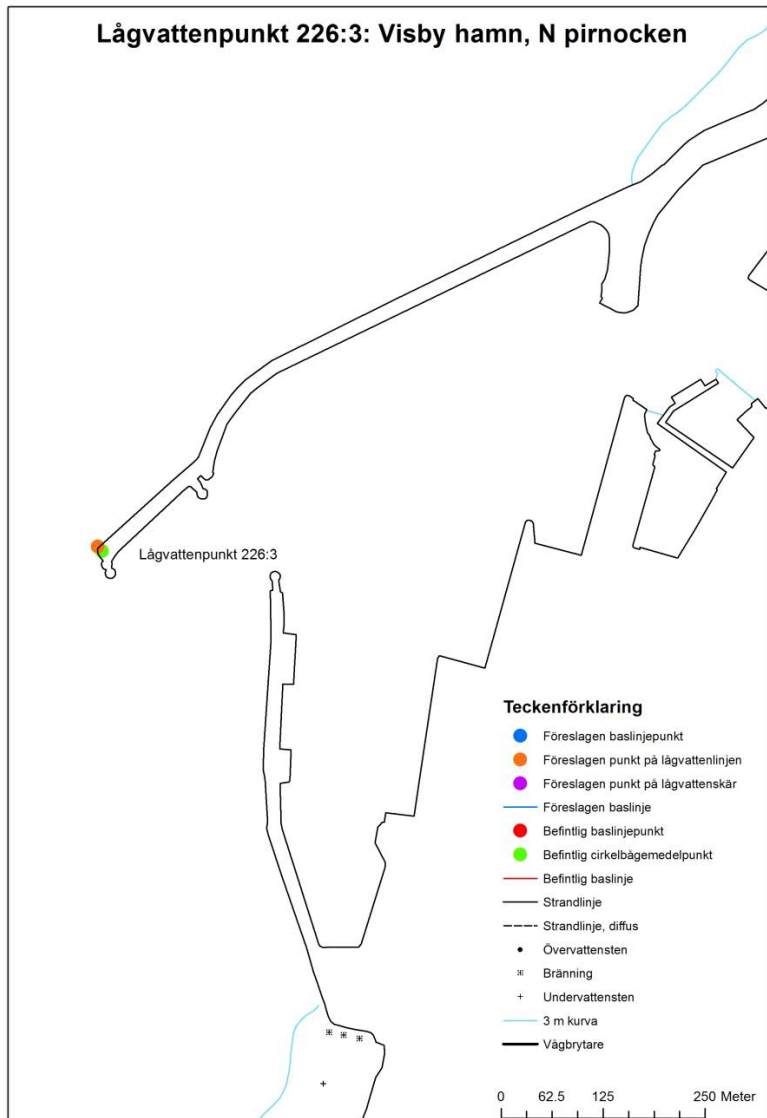 Lågvattenpunkt 226:3: Visby hamn, N pirnocken
Lågvattenpunkt 226:3
Teckenförklaring
Föreslagen baslinjepunkt
Föreslagen punkt på lågvattenlinjen
Föreslagen punkt på lågvattenskär
Föreslagen baslinje
Befintlig baslinjepunkt
Befintlig cirkelbågemedelpunkt
Befintlig baslinje
Strandlinje
Strandlinje, diffus
Övervattensten
Bränning
Undervattensten
3 m kurva
Vågbrytare
0 62.5 125 250 Meter